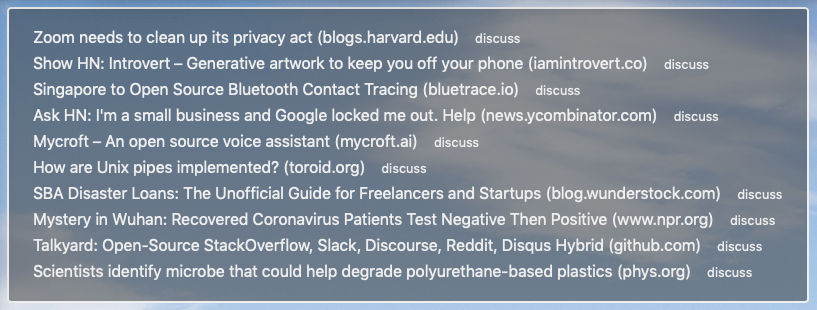 Zoom needs to clean up its privacy act (blogs.harvard.edu) discuss
Show HN: Introvert – Generative artwork to keep you off your phone (iamintrovert.co) discuss
Singapore to Open Source Bluetooth Contact Tracing (bluetrace.io) discuss
Ask HN: I'm a small business and Google locked me out. Help (news.ycombinator.com) discuss
Mycroft – An open source voice assistant (mycroft.ai) discuss
How are Unix pipes implemented? (toroid.org) discuss
SBA Disaster Loans: The Unofficial Guide for Freelancers and Startups (blog.wunderstock.com) discuss
Mystery in Wuhan: Recovered Coronavirus Patients Test Negative Then Positive (www.npr.org) discuss
Talkyard: Open-Source StackOverflow, Slack, Discourse, Reddit, Disqus Hybrid (github.com) discuss
Scientists identify microbe that could help degrade polyurethane-based plastics (phys.org) discuss